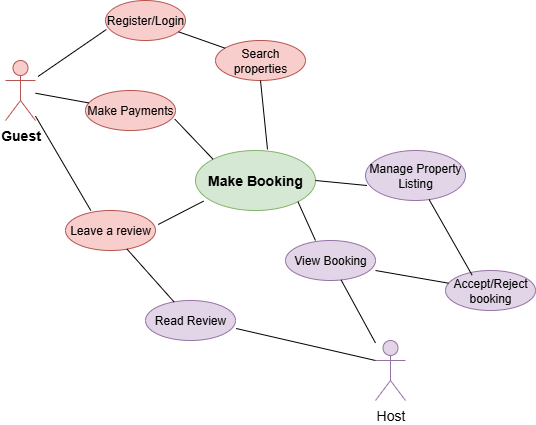 Register/Login
Search
properties
Make Payments
Guest
Make Booking
Manage Property
Listing
Leave a review
View Booking
Accept/Reject
booking
Read Review
Host